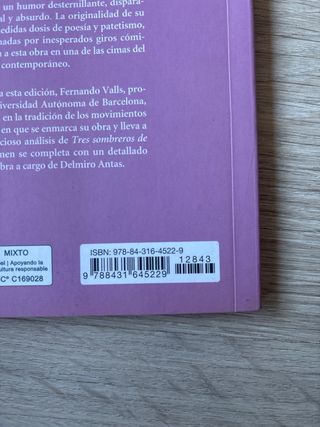 un humor desternillante, dispara-
al y absurdo. La originalidad de su
edidas dosis de poesía y patetismo,
nadas por inesperados giros cómi-
a esta obra en una de las cimas del
contemporáneo.
a esta edición, Fernando Valls, pro-
iversidad Autónoma de Barcelona,
en la tradición de los movimientos
en que se enmarca su obra y lleva a
cioso análisis de Tres sombreros de
men se completa con un detallado
bra a cargo de Delmiro Antas.
MIXTO
el | Apoyando la
ultura responsable
C® C169028
ISBN: 978-84-316-4522-9
12843
9 788431 645229